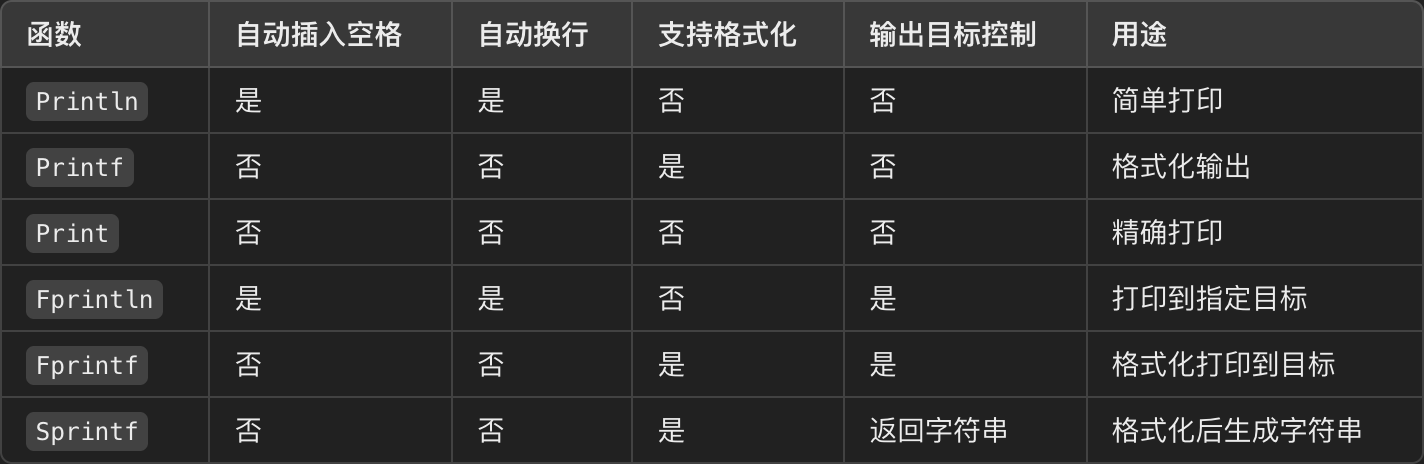 函数 自动插入空格 自动换行 支持格式化 输出目标控制 用途
Println 是 是 否 否 简单打印
Printf 否 否 是 否 格式化输出
Print 否 否 否 否 精确打印
Fprintln 是 是 否 是 打印到指定目标
Fprintf 否 否 是 是 格式化打印到目标
Sprintf 否 否 是 返回字符串 格式化后生成字符串